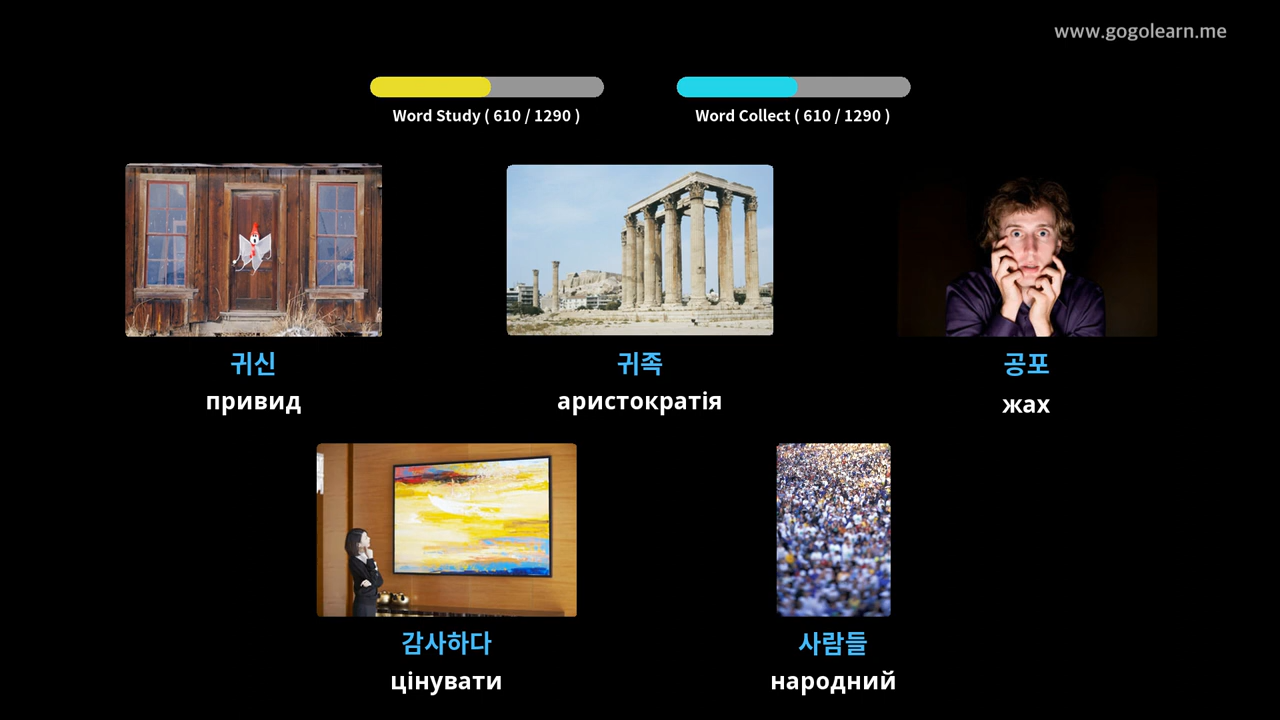 www.gogolearn.me
Word Study ( 610 / 1290 )
Word Collect ( 610 / 1290 )
귀신
привид
귀족
аристократія
공포
жах
감사하다
цінувати
사람들
народний